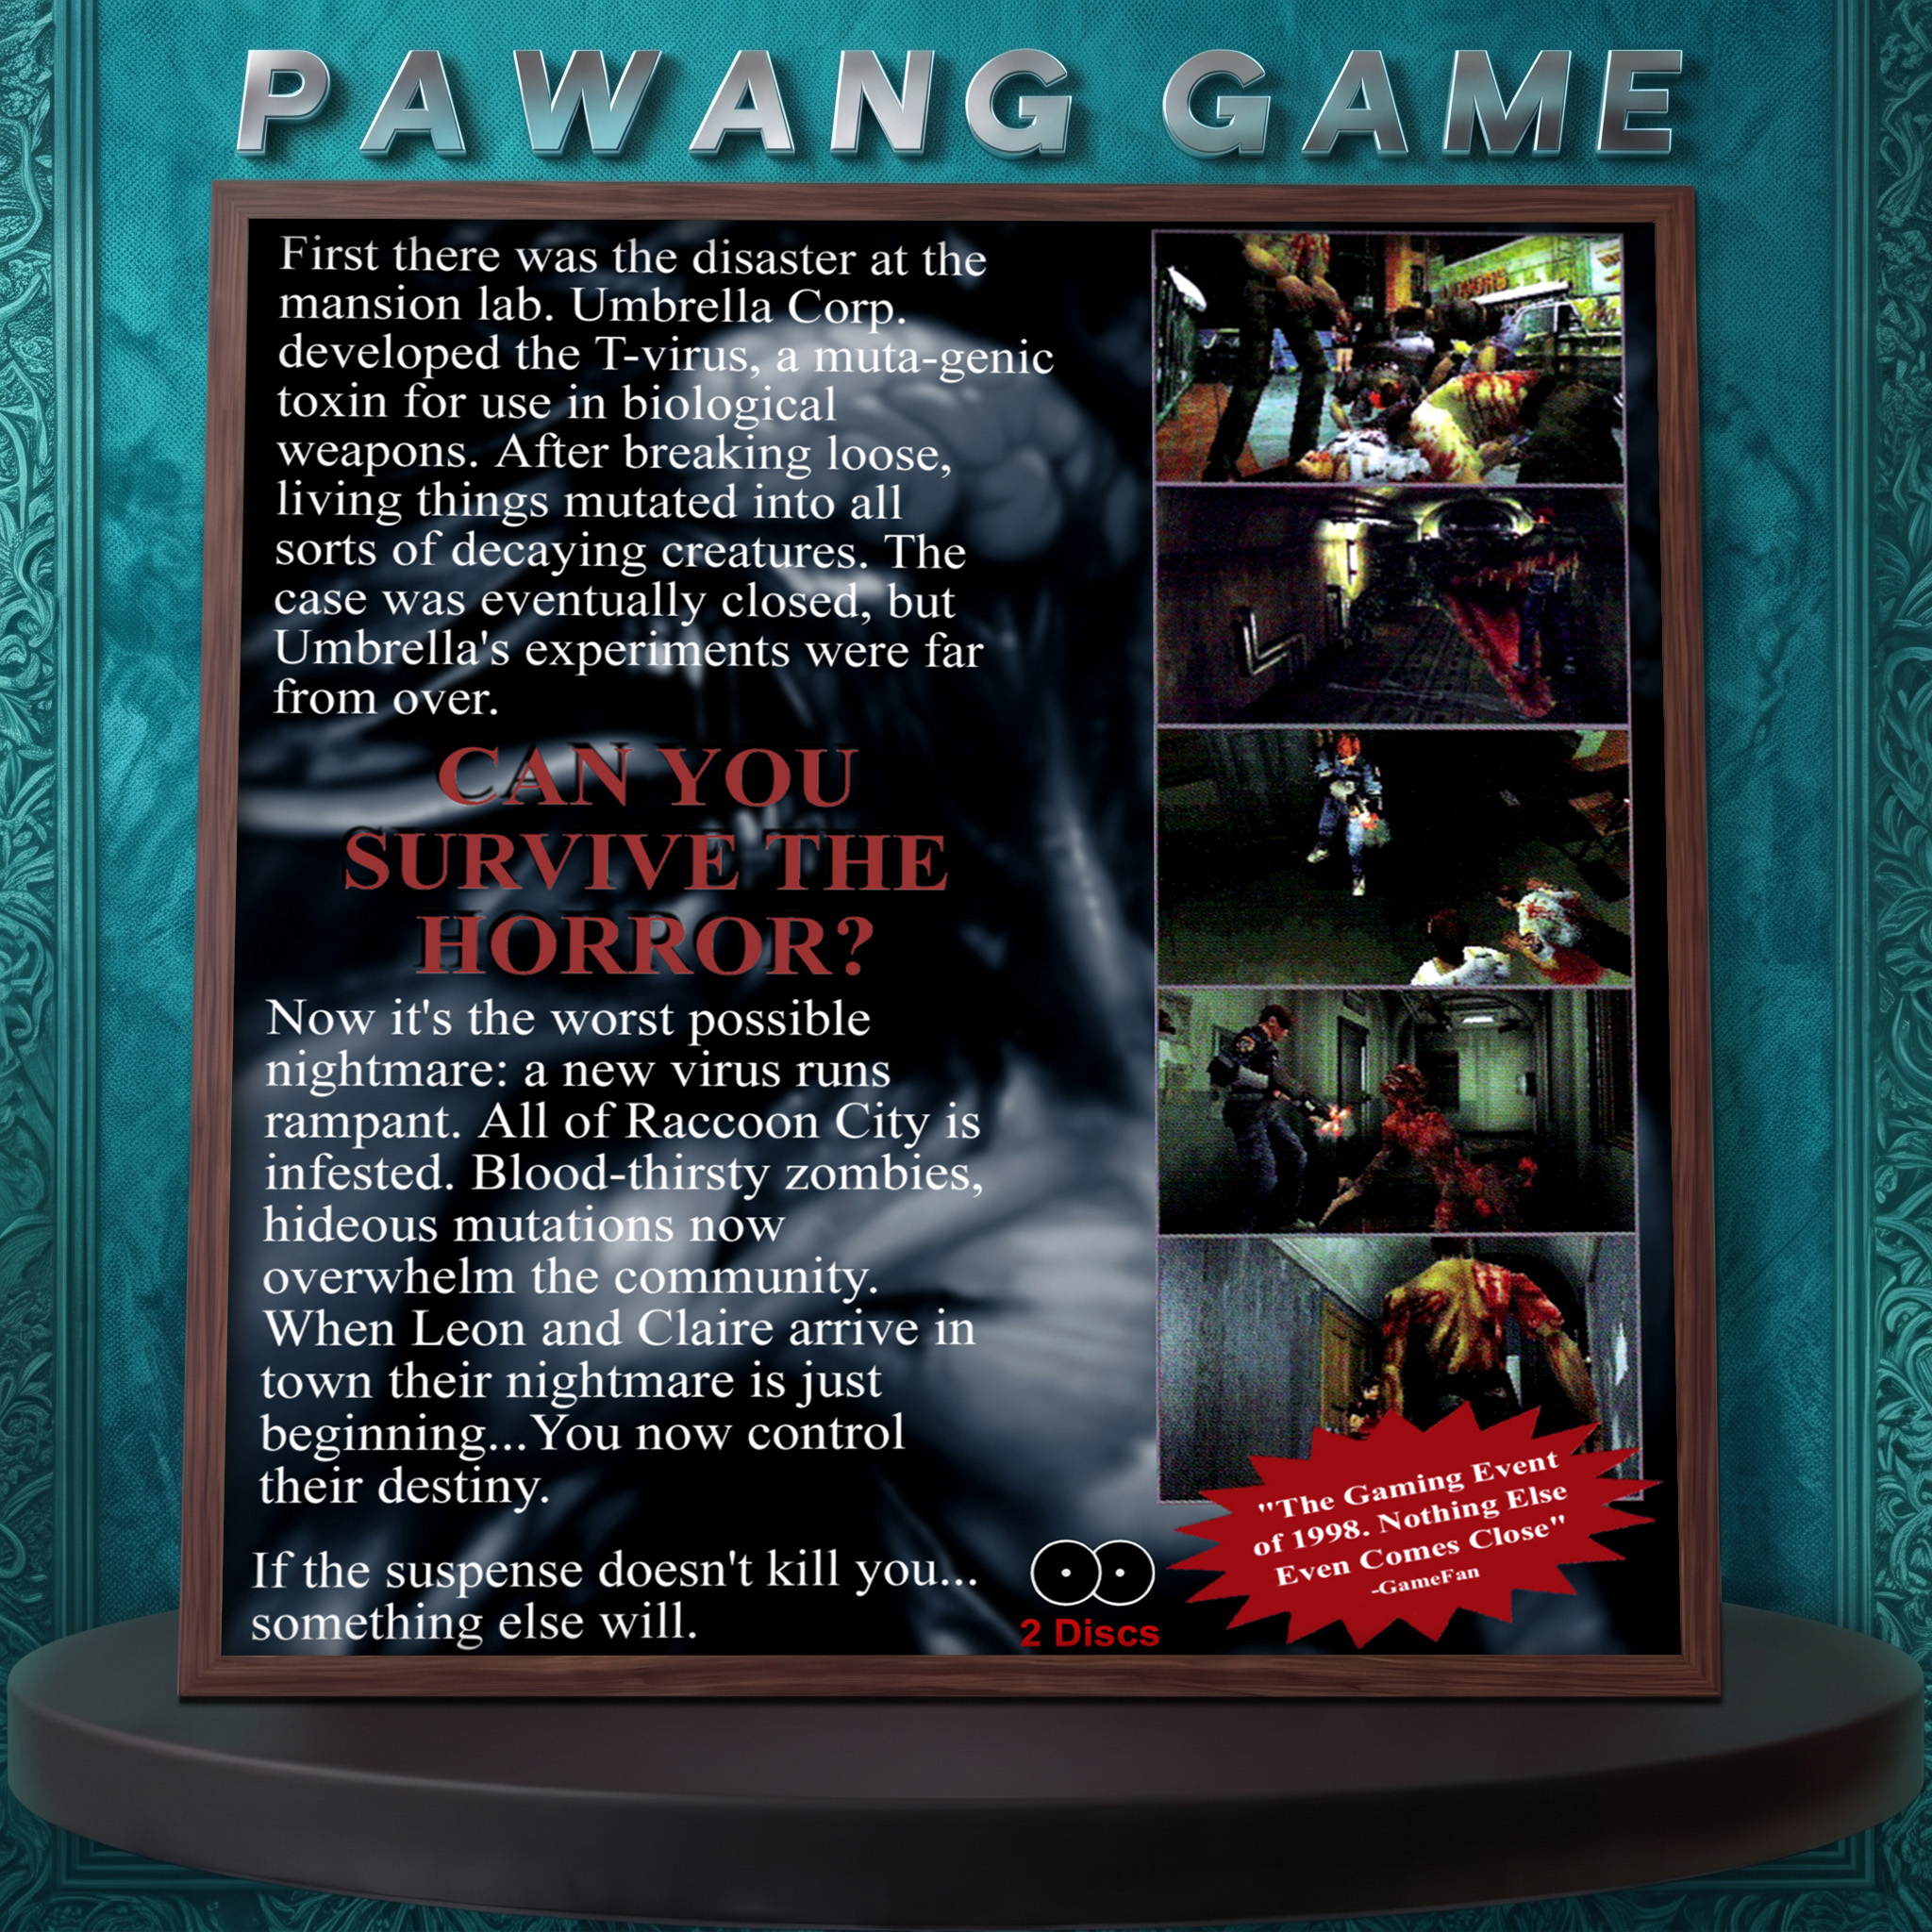 PAWANG GAME
First there was the disaster at the
mansion lab. Umbrella Corp.
developed the T-virus, a muta-genic
toxin for use in biological
weapons. After breaking loose,
living things mutated into all
sorts of decaying creatures. The
case was eventually closed, but
Umbrella's experiments were far
from over.
CAN YOU
SURVIVE THE
HORROR?
Now it's the worst possible
nightmare: a new virus runs
rampant. All of Raccoon City is
infested. Blood-thirsty zombies,
hideous mutations now
overwhelm the community.
When Leon and Claire arrive in
town their nightmare is just
beginning...You now control
their destiny.
If the suspense doesn't kill you...
something else will.
2 Discs
"The Gaming Event
of 1998. Nothing Else
Even Comes Close"
-GameFan